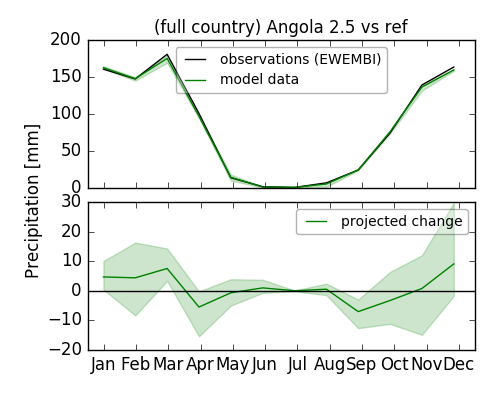 (full country) Angola 2.5 vs ref
Precipitation [mm]
200
150
100
50
0
observations (EWEMBI)
model data
30
20
10
0
−10
−20
projected change
Jan Feb Mar Apr May Jun Jul Aug Sep Oct Nov Dec